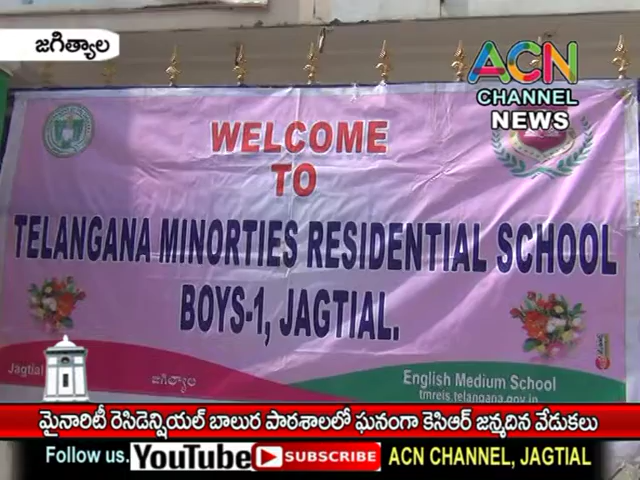 జగిత్యాల
ACN
CHANNEL
NEWS
WELCOME
TO
TELANGANA MINORTIES RESIDENTIAL SCHOOL
BOYS-1, JAGTIAL.
Jagtial
జగిత్యాల
English Medium School
tmreis.telangana.gov.in
మైనారిటీ రెసిడెన్షియల్ బాలుర పాఠశాలలో ఘనంగా కెసిఆర్ జన్మదిన వేడుకలు
Follow us. YouTube SUBSCRIBE ACN CHANNEL, JAGTIAL